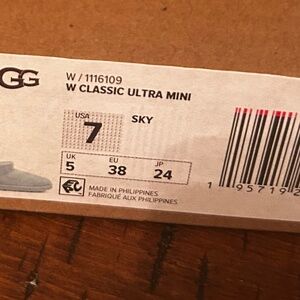 GG
W / 1116109
W CLASSIC ULTRA MINI
USA
7
SKY
UK
5
EU
38
JP
24
MADE IN PHILIPPINES
FABRIQUÉ AUX PHILIPPINES
1 95719 2